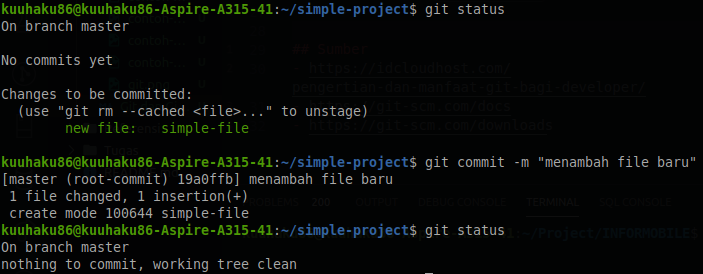 kuuhaku86@kuuhaku86-Aspire-A315-41:~/simple-project$ git status
On branch master
No commits yet
Changes to be committed:
(use "git rm --cached <file>..." to unstage)
new file: simple-file
kuuhaku86@kuuhaku86-Aspire-A315-41:~/simple-project$ git commit -m "menambah file baru"
[master (root-commit) 19a0ffb] menambah file baru
1 file changed, 1 insertion(+)
create mode 100644 simple-file
kuuhaku86@kuuhaku86-Aspire-A315-41:~/simple-project$ git status
On branch master
nothing to commit, working tree clean